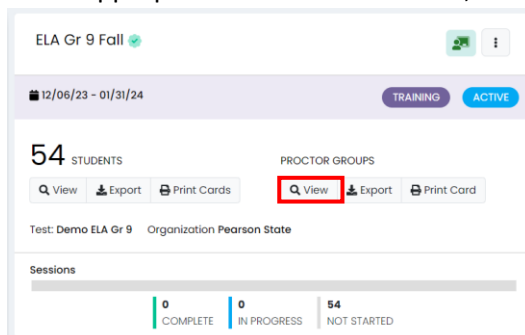 ELA Gr 9 Fall
12/06/23 - 01/31/24
TRAINING
ACTIVE
54 STUDENTS
PROCTOR GROUPS
View
Export
Print Cards
View
Export
Print Card
Test: Demo ELA Gr 9 Organization Pearson State
Sessions
0
COMPLETE
0
IN PROGRESS
54
NOT STARTED